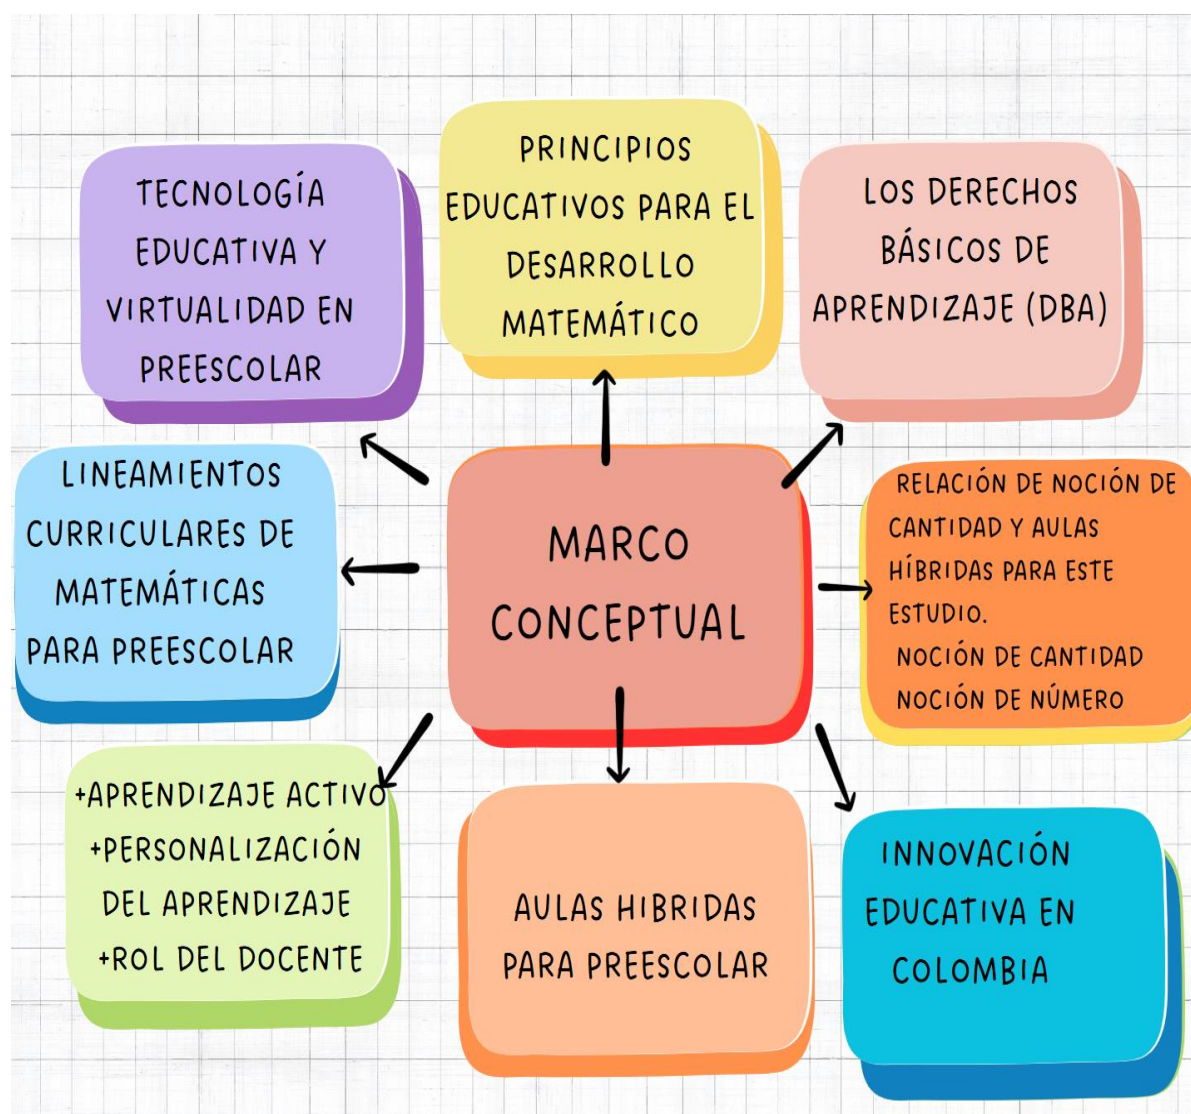 TECNOLOGÍA
EDUCATIVA Y
VIRTUALIDAD EN
PREESCOLAR
PRINCIPIOS
EDUCATIVOS PARA EL
DESARROLLO
MATEMÁTICO
LOS DERECHOS
BÁSICOS DE
APRENDIZAJE (DBA)
LINEAMIENTOS
CURRICULARES DE
MATEMÁTICAS
PARA PREESCOLAR
MARCO
CONCEPTUAL
RELACIÓN DE NOCIÓN DE
CANTIDAD Y AULAS
HÍBRIDAS PARA ESTE
ESTUDIO.
NOCIÓN DE CANTIDAD
NOCIÓN DE NÚMERO
+APRENDIZAJE ACTIVO
+PERSONALIZACIÓN
DEL APRENDIZAJE
+ROL DEL DOCENTE
AULAS HIBRIDAS
PARA PREESCOLAR
INNOVACIÓN
EDUCATIVA EN
COLOMBIA